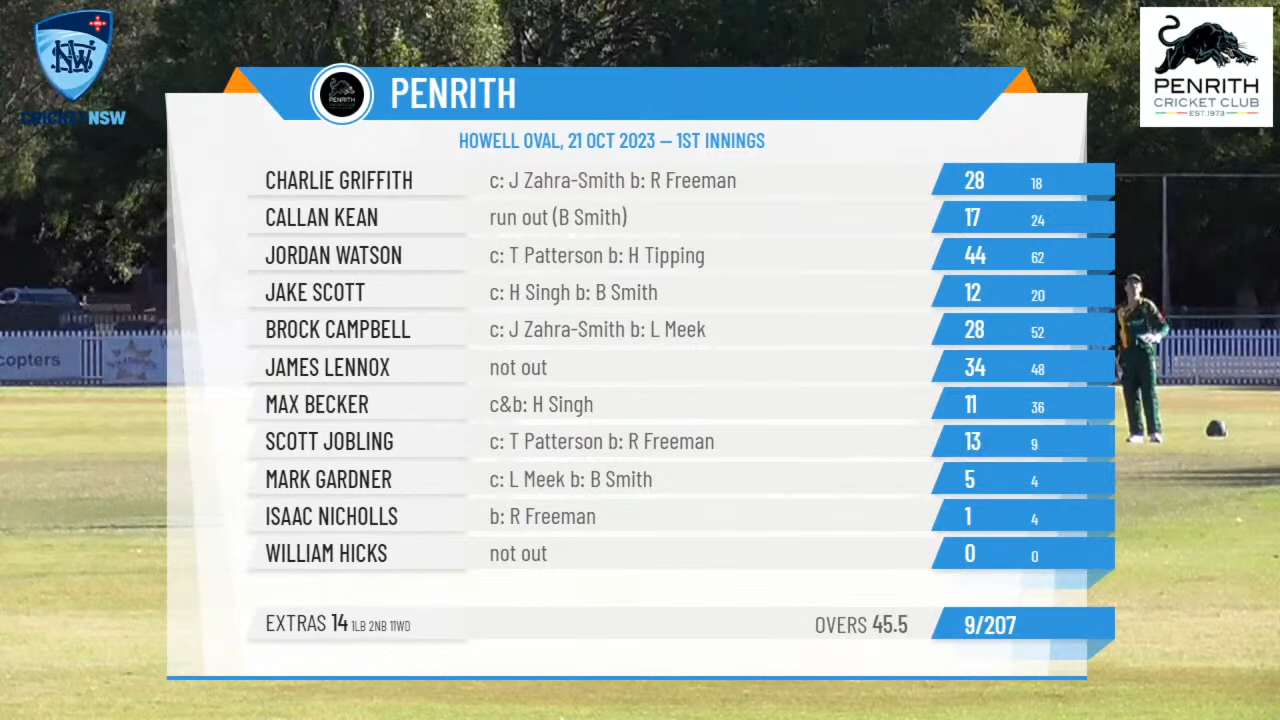 CRICKET NSW
PENRITH
CRICKET CLUB
EST.1973
PENRITH
PENRITH
HOWELL OVAL, 21 OCT 2023 – 1ST INNINGS
CHARLIE GRIFFITH c: J Zahra-Smith b: R Freeman 28 18
CALLAN KEAN run out (B Smith) 17 24
JORDAN WATSON c: T Patterson b: H Tipping 44 62
JAKE SCOTT c: H Singh b: B Smith 12 20
BROCK CAMPBELL c: J Zahra-Smith b: L Meek 28 52
JAMES LENNOX not out 34 48
MAX BECKER c&b: H Singh 11 36
SCOTT JOBLING c: T Patterson b: R Freeman 13 9
MARK GARDNER c: L Meek b: B Smith 5 4
ISAAC NICHOLLS b: R Freeman 1 4
WILLIAM HICKS not out 0 0
EXTRAS 14 1LB 2NB 11WD OVERS 45.5 9/207
copters